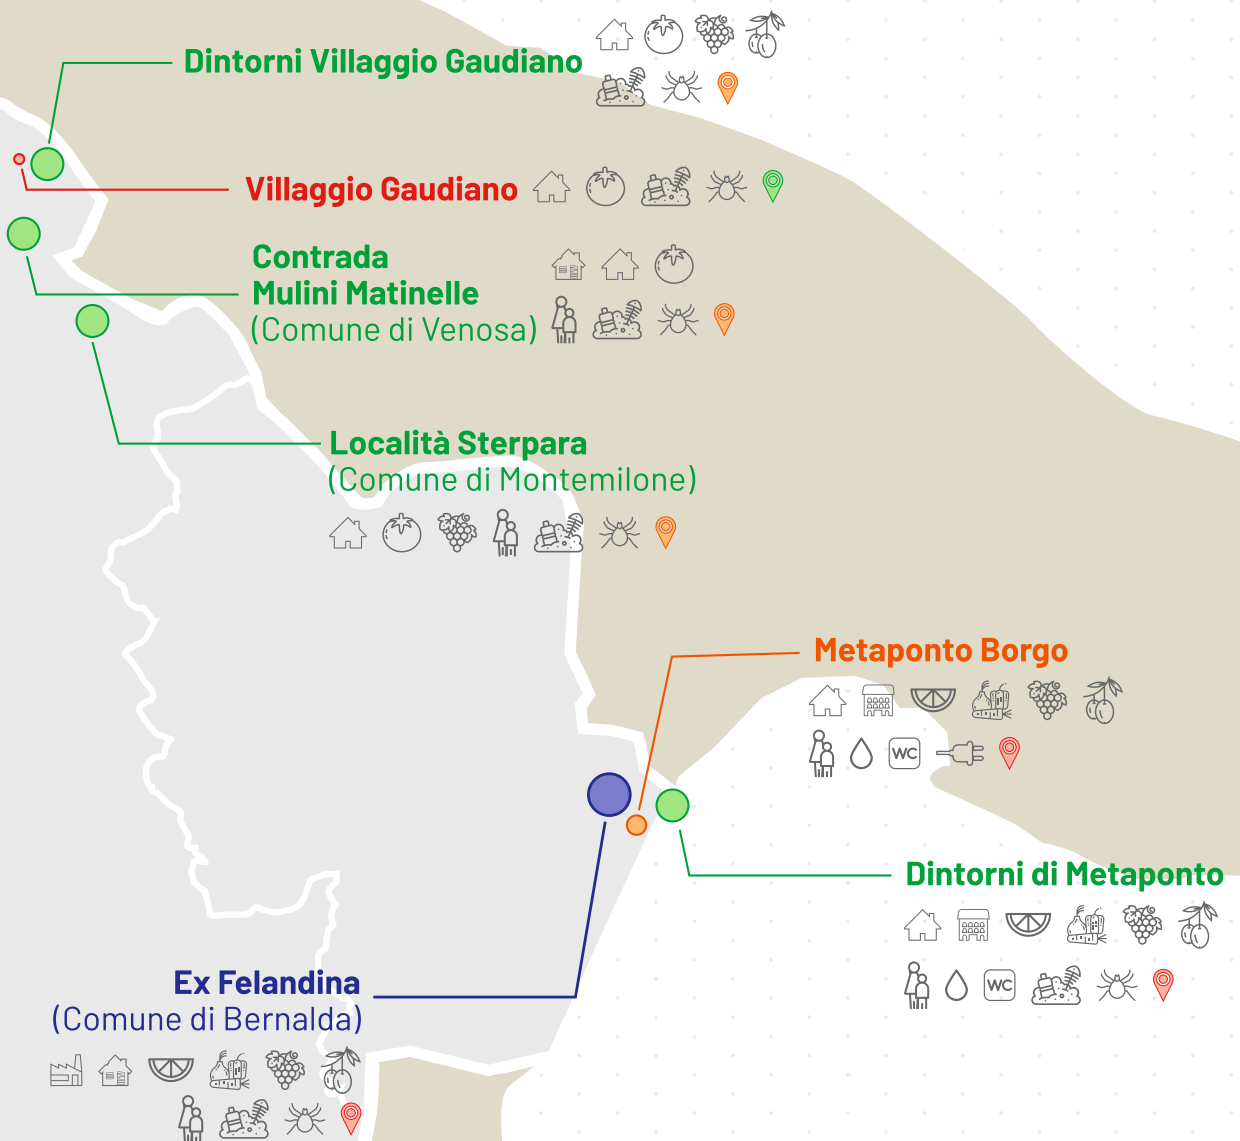 Dintorni Villaggio Gaudiano
Villaggio Gaudiano
Contrada
Mulini Matinelle
(Comune di Venosa)
Località Sterpara
(Comune di Montemilone)
Metaponto Borgo
WC
Dintorni di Metaponto
WC
Ex Felandina
(Comune di Bernalda)